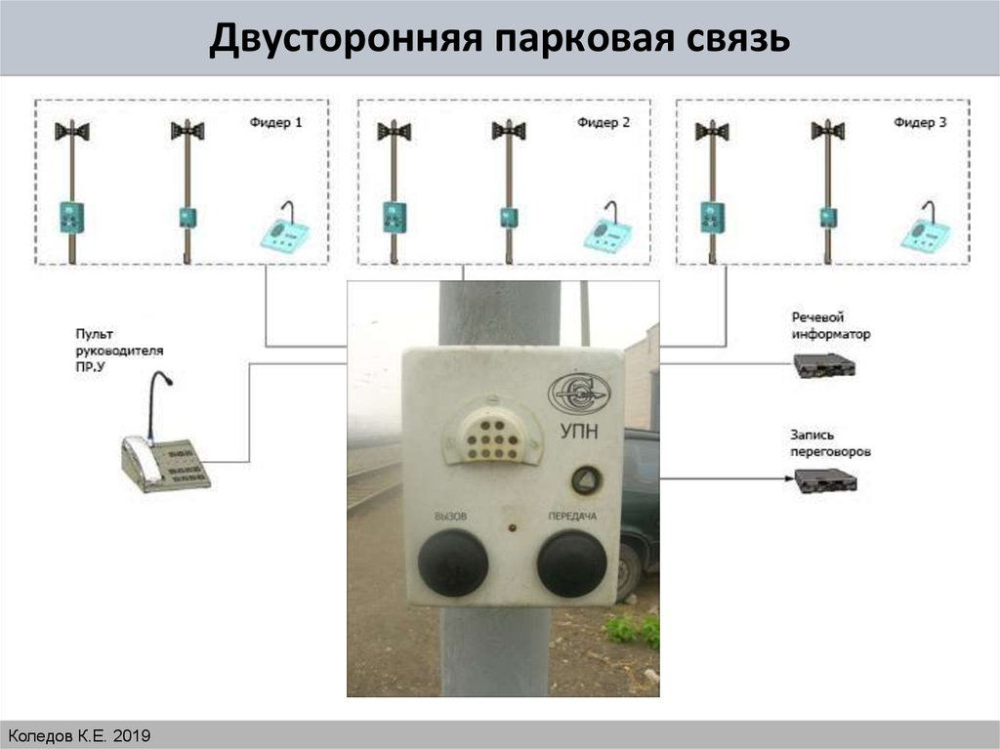 Двусторонняя парковая связь
Фидер 1
Фидер 2
Фидер 3
Пульт
руководителя
ПР.У
Речевой
информатор
Запись
переговоров
УПН
ВЫЗОВ
ПЕРЕДАЧА
Коледов К.Е. 2019